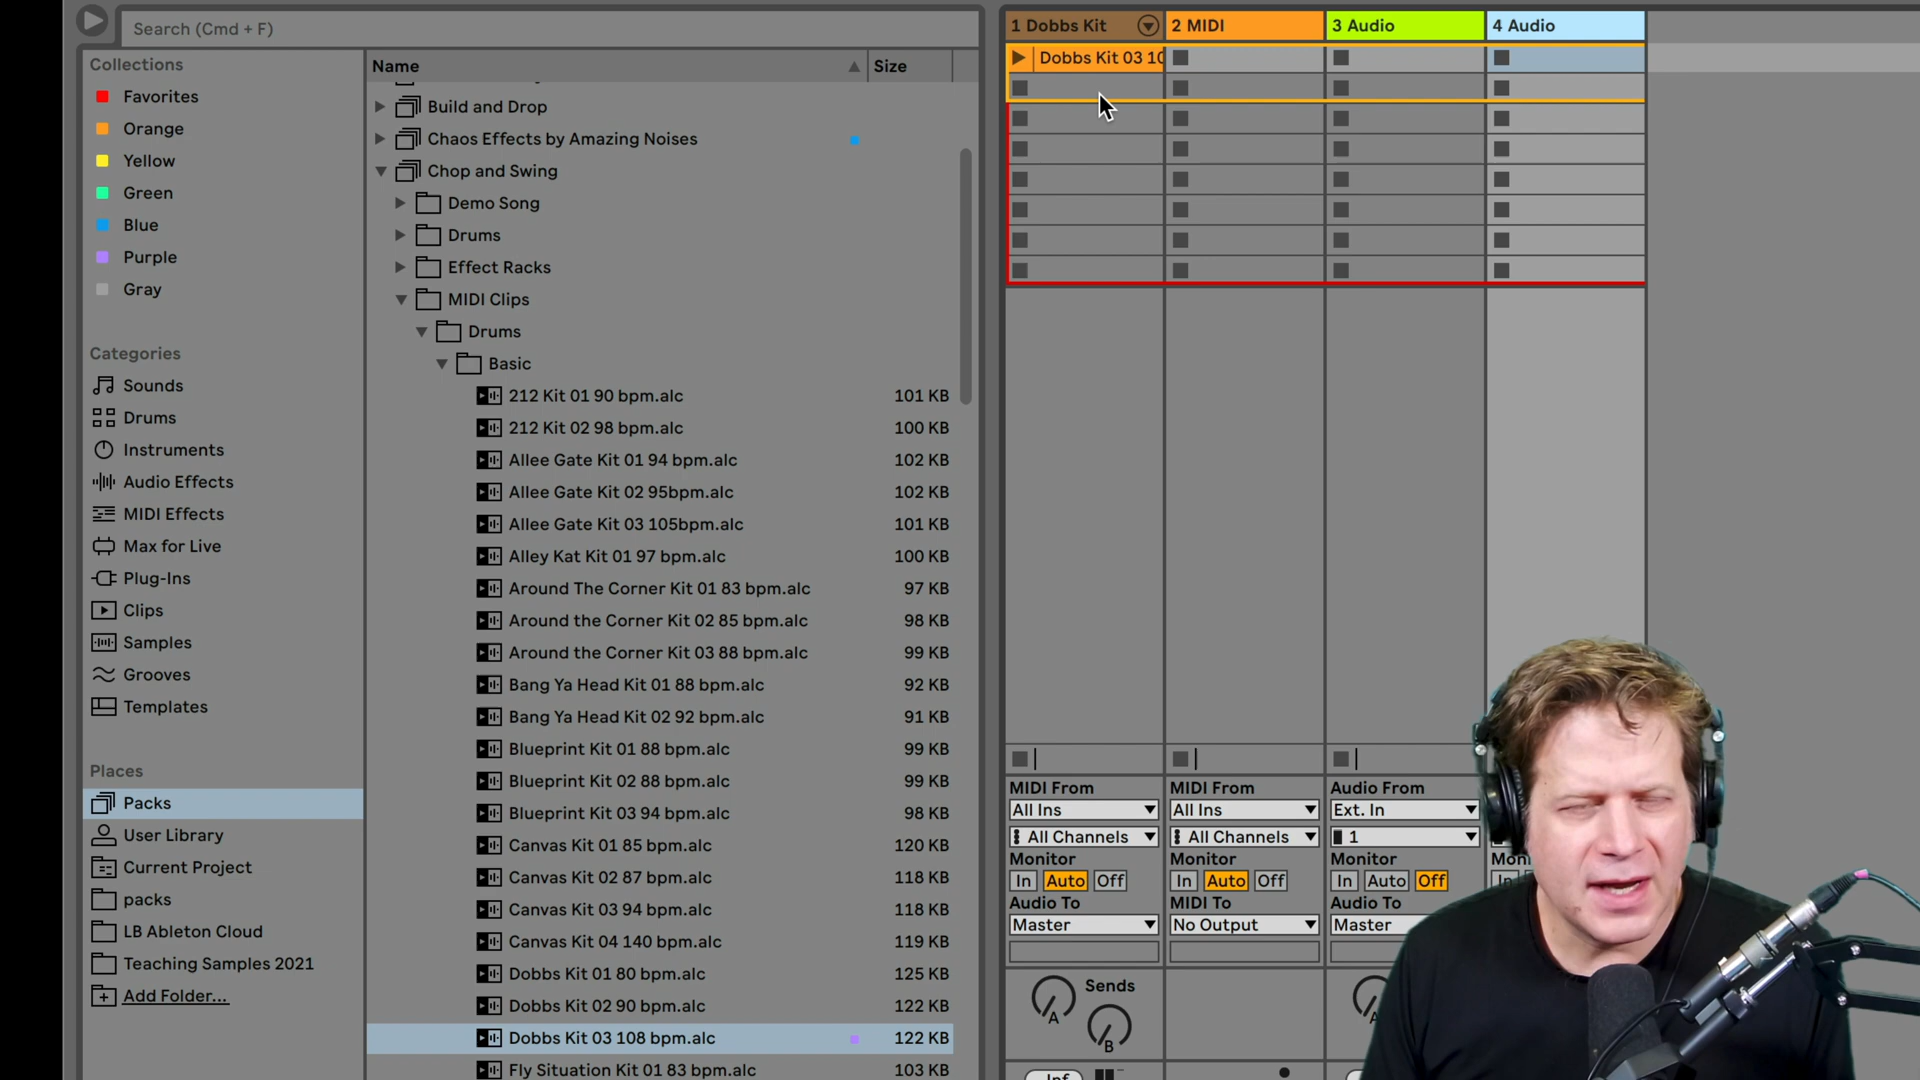 Search (Cmd + F)
Collections
Favorites
Orange
Yellow
Green
Blue
Purple
Gray
Categories
Sounds
Drums
Instruments
Audio Effects
MIDI Effects
Max for Live
Plug-Ins
Clips
Samples
Grooves
Templates
Places
Packs
User Library
Current Project
packs
LB Ableton Cloud
Teaching Samples 2021
Add Folder...
Name Size
Build and Drop
Chaos Effects by Amazing Noises
Chop and Swing
Demo Song
Drums
Effect Racks
MIDI Clips
Drums
Basic
212 Kit 01 90 bpm.alc 101 KB
212 Kit 02 98 bpm.alc 100 KB
Allee Gate Kit 01 94 bpm.alc 102 KB
Allee Gate Kit 02 95bpm.alc 102 KB
Allee Gate Kit 03 105bpm.alc 101 KB
Alley Kat Kit 01 97 bpm.alc 100 KB
Around The Corner Kit 01 83 bpm.alc 97 KB
Around the Corner Kit 02 85 bpm.alc 98 KB
Around the Corner Kit 03 88 bpm.alc 99 KB
Bang Ya Head Kit 01 88 bpm.alc 92 KB
Bang Ya Head Kit 02 92 bpm.alc 91 KB
Blueprint Kit 01 88 bpm.alc 99 KB
Blueprint Kit 02 88 bpm.alc 99 KB
Blueprint Kit 03 94 bpm.alc 98 KB
Canvas Kit 01 85 bpm.alc 120 KB
Canvas Kit 02 87 bpm.alc 118 KB
Canvas Kit 03 94 bpm.alc 118 KB
Canvas Kit 04 140 bpm.alc 119 KB
Dobbs Kit 01 80 bpm.alc 125 KB
Dobbs Kit 02 90 bpm.alc 122 KB
Dobbs Kit 03 108 bpm.alc 122 KB
Fly Situation Kit 01 83 bpm.alc 103 KB
1 Dobbs Kit 2 MIDI 3 Audio 4 Audio
Dobbs Kit 03 10
MIDI From MIDI From Audio From
All Ins All Ins Ext. In
All Channels All Channels 1
Monitor Monitor Monitor
In Auto Off In Auto Off In Auto Off
Audio To MIDI To Audio To
Master No Output Master
Sends
A
B